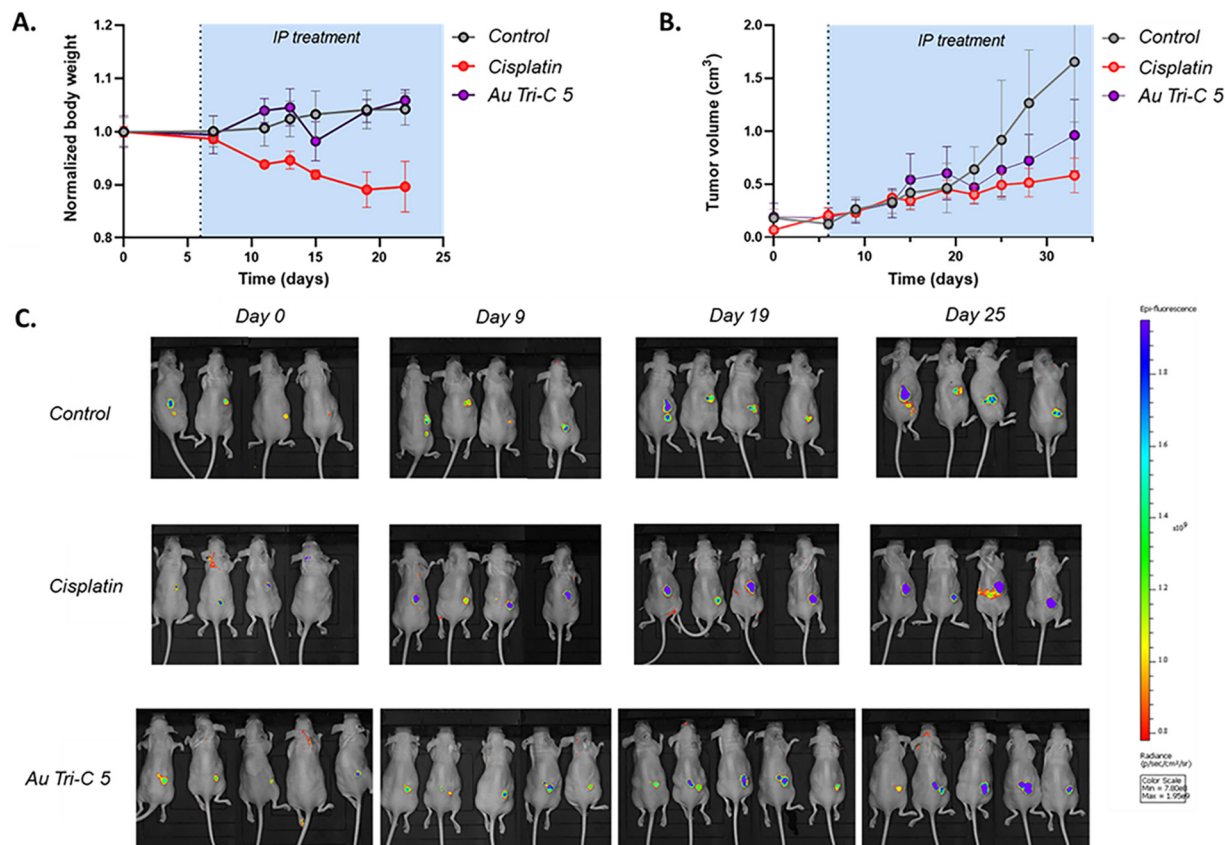 A.
Normalized body weight
1.2
1.1
1.0
0.9
0.8
IP treatment
0 5 10 15 20 25
Time (days)
Control
Cisplatin
Au Tri-C 5
B.
Tumor volume (cm³)
2.0
1.5
1.0
0.5
0.0
IP treatment
0 10 20 30
Time (days)
Control
Cisplatin
Au Tri-C 5
C.
Day 0 Day 9 Day 19 Day 25
Control
Cisplatin
Au Tri-C 5
Epi-fluorescence
1.8
1.6
1.4
x10⁹
1.2
1.0
0.8
Radiance
(p/sec/cm²/sr)
Color Scale
Min = 7.80e8
Max = 1.95e9